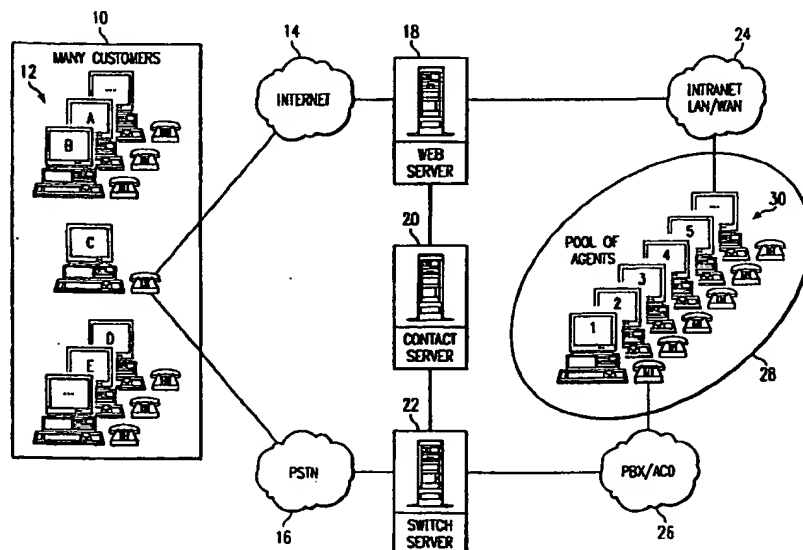 10
MANY CUSTOMERS
12
---
A
B
C
D
E
---
14
INTERNET
PSTN
16
18
WEB
SERVER
20
CONTACT
SERVER
22
SWITCH
SERVER
24
INTRANET
LAN/WAN
---
30
5
POOL OF
AGENTS
4
3
2
1
28
PBX/ACD
26